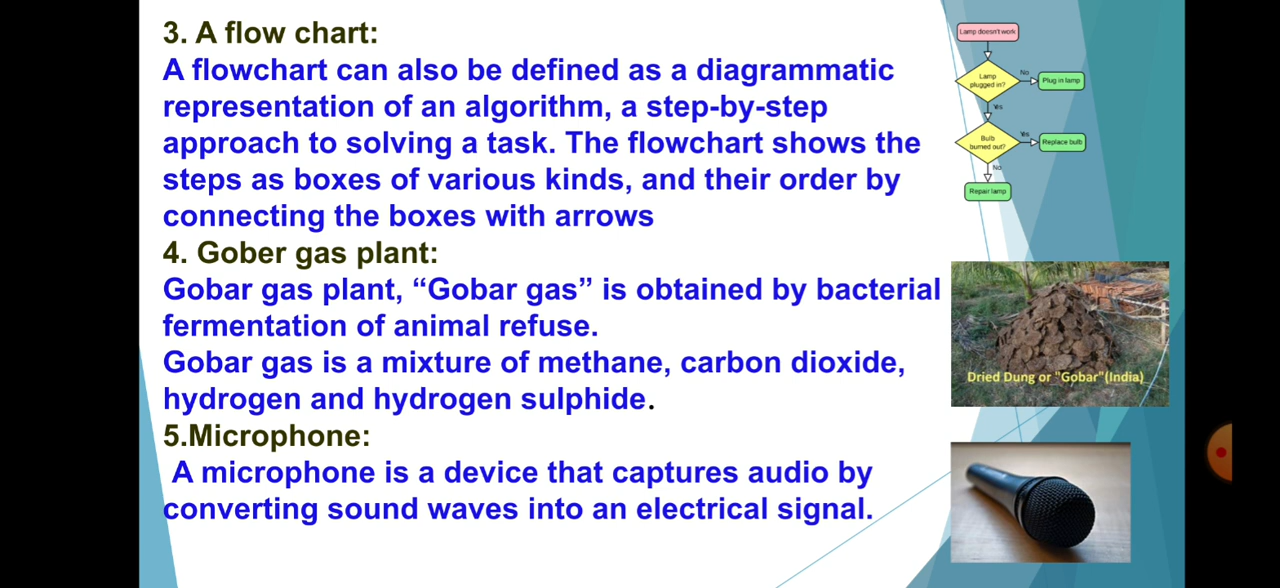 3. A flow chart:
A flowchart can also be defined as a diagrammatic
representation of an algorithm, a step-by-step
approach to solving a task. The flowchart shows the
steps as boxes of various kinds, and their order by
connecting the boxes with arrows
4. Gober gas plant:
Gobar gas plant, “Gobar gas” is obtained by bacterial
fermentation of animal refuse.
Gobar gas is a mixture of methane, carbon dioxide,
hydrogen and hydrogen sulphide.
5.Microphone:
A microphone is a device that captures audio by
converting sound waves into an electrical signal.
Lamp doesn't work
Lamp
plugged in?
No
Plug in lamp
Yes
Bulb
burned out?
Yes
Replace bulb
No
Repair lamp
Dried Dung or "Gobar"(India)